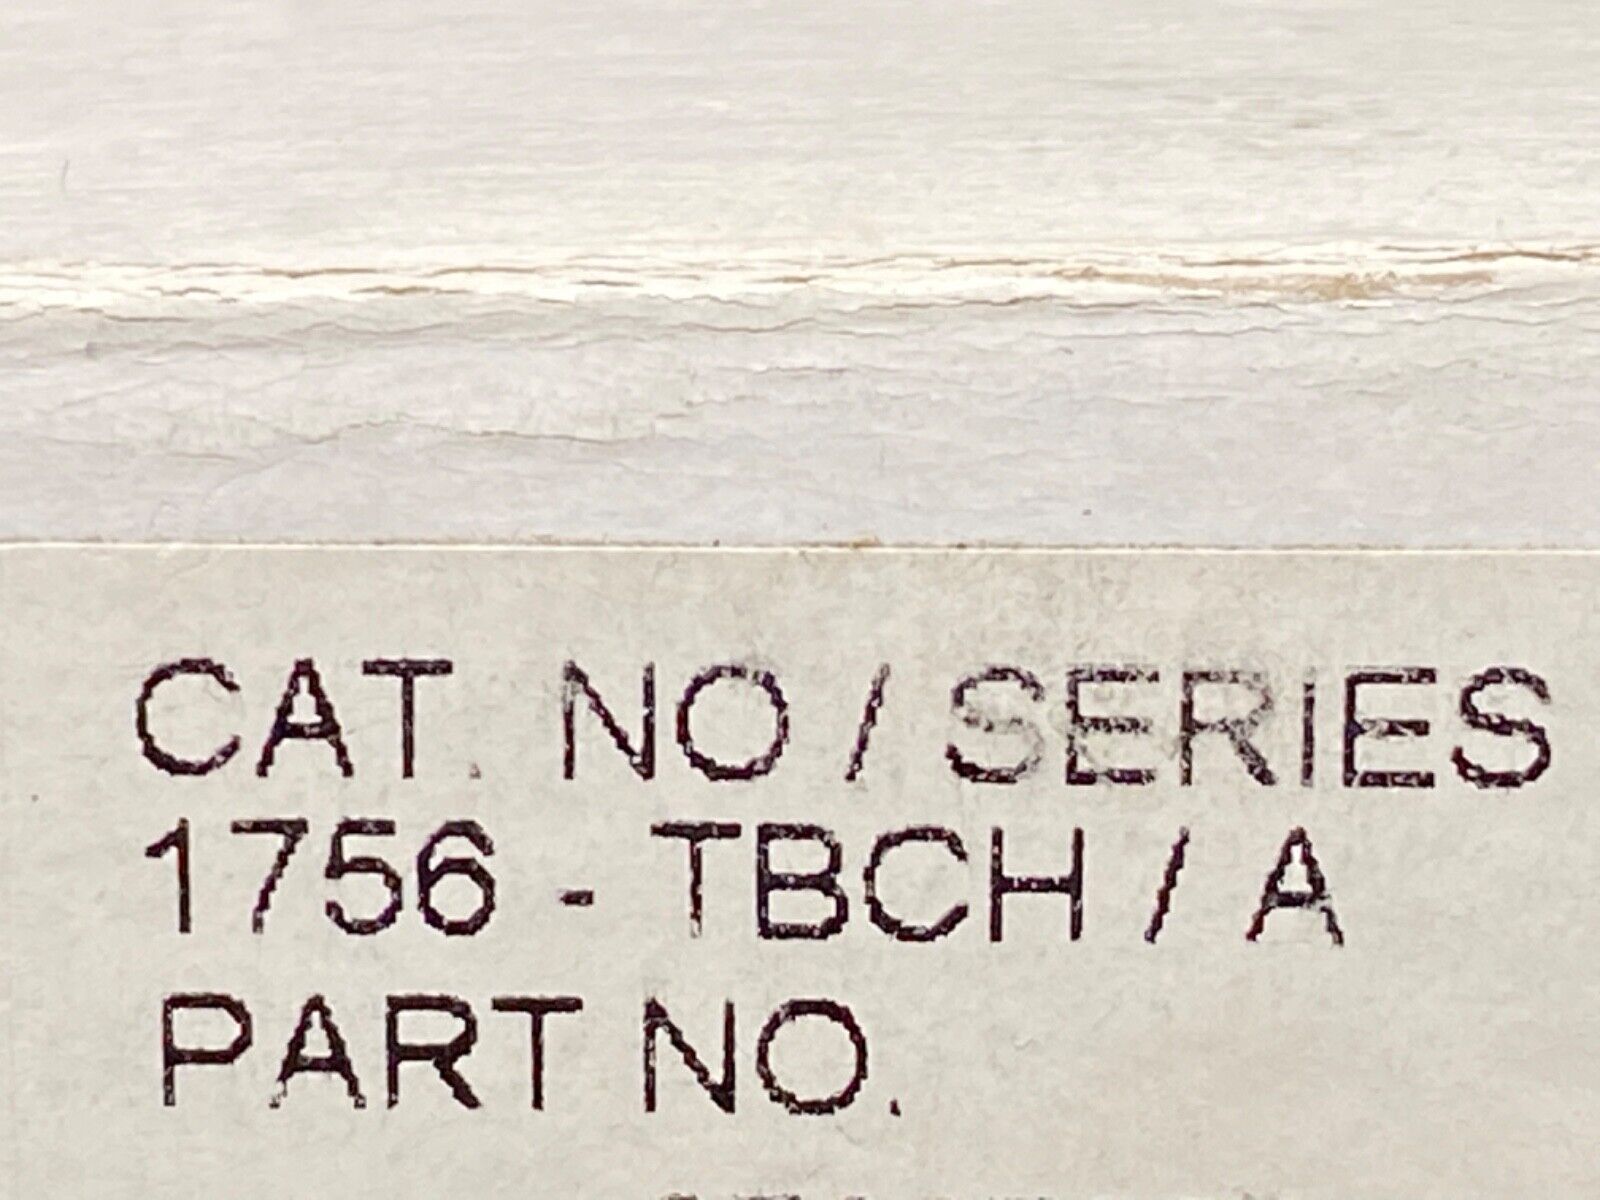 CAT. NO / SERIES
1756 - TBCH / A
PART NO.